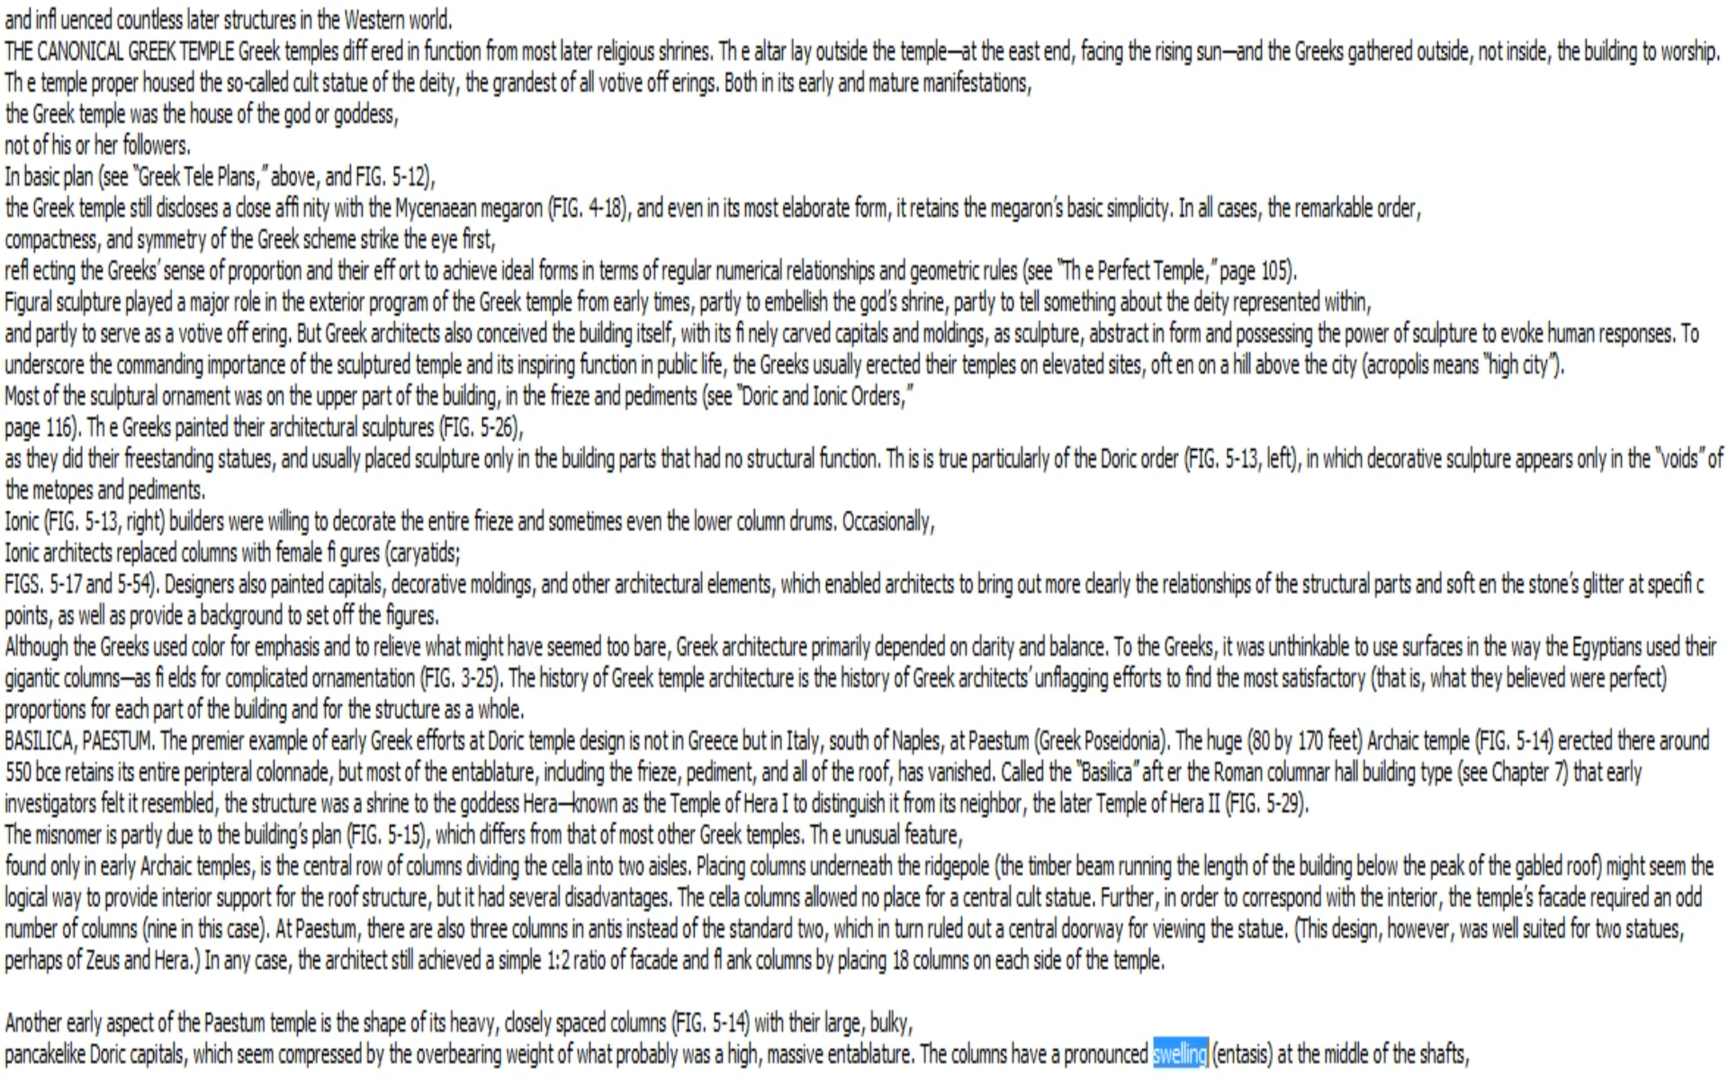 and infl uenced countless later structures in the Western world.
THE CANONICAL GREEK TEMPLE Greek temples diff ered in function from most later religious shrines. Th e altar lay outside the temple—at the east end, facing the rising sun—and the Greeks gathered outside, not inside, the building to worship.
Th e temple proper housed the so-called cult statue of the deity, the grandest of all votive off erings. Both in its early and mature manifestations,
the Greek temple was the house of the god or goddess,
not of his or her followers.
In basic plan (see “Greek Tele Plans,” above, and FIG. 5-12),
the Greek temple still discloses a close affi nity with the Mycenaean megaron (FIG. 4-18), and even in its most elaborate form, it retains the megaron’s basic simplicity. In all cases, the remarkable order,
compactness, and symmetry of the Greek scheme strike the eye first,
refl ecting the Greeks’ sense of proportion and their eff ort to achieve ideal forms in terms of regular numerical relationships and geometric rules (see “Th e Perfect Temple,” page 105).
Figural sculpture played a major role in the exterior program of the Greek temple from early times, partly to embellish the god’s shrine, partly to tell something about the deity represented within,
and partly to serve as a votive off ering. But Greek architects also conceived the building itself, with its fi nely carved capitals and moldings, as sculpture, abstract in form and possessing the power of sculpture to evoke human responses. To
underscore the commanding importance of the sculptured temple and its inspiring function in public life, the Greeks usually erected their temples on elevated sites, oft en on a hill above the city (acropolis means “high city”).
Most of the sculptural ornament was on the upper part of the building, in the frieze and pediments (see “Doric and Ionic Orders,”
page 116). Th e Greeks painted their architectural sculptures (FIG. 5-26),
as they did their freestanding statues, and usually placed sculpture only in the building parts that had no structural function. Th is is true particularly of the Doric order (FIG. 5-13, left), in which decorative sculpture appears only in the “voids” of
the metopes and pediments.
Ionic (FIG. 5-13, right) builders were willing to decorate the entire frieze and sometimes even the lower column drums. Occasionally,
Ionic architects replaced columns with female fi gures (caryatids;
FIGS. 5-17 and 5-54). Designers also painted capitals, decorative moldings, and other architectural elements, which enabled architects to bring out more clearly the relationships of the structural parts and soft en the stone’s glitter at specifi c
points, as well as provide a background to set off the figures.
Although the Greeks used color for emphasis and to relieve what might have seemed too bare, Greek architecture primarily depended on clarity and balance. To the Greeks, it was unthinkable to use surfaces in the way the Egyptians used their
gigantic columns—as fi elds for complicated ornamentation (FIG. 3-25). The history of Greek temple architecture is the history of Greek architects’ unflagging efforts to find the most satisfactory (that is, what they believed were perfect)
proportions for each part of the building and for the structure as a whole.
BASILICA, PAESTUM. The premier example of early Greek efforts at Doric temple design is not in Greece but in Italy, south of Naples, at Paestum (Greek Poseidonia). The huge (80 by 170 feet) Archaic temple (FIG. 5-14) erected there around
550 bce retains its entire peripteral colonnade, but most of the entablature, including the frieze, pediment, and all of the roof, has vanished. Called the “Basilica” aft er the Roman columnar hall building type (see Chapter 7) that early
investigators felt it resembled, the structure was a shrine to the goddess Hera—known as the Temple of Hera I to distinguish it from its neighbor, the later Temple of Hera II (FIG. 5-29).
The misnomer is partly due to the building’s plan (FIG. 5-15), which differs from that of most other Greek temples. Th e unusual feature,
found only in early Archaic temples, is the central row of columns dividing the cella into two aisles. Placing columns underneath the ridgepole (the timber beam running the length of the building below the peak of the gabled roof) might seem the
logical way to provide interior support for the roof structure, but it had several disadvantages. The cella columns allowed no place for a central cult statue. Further, in order to correspond with the interior, the temple’s facade required an odd
number of columns (nine in this case). At Paestum, there are also three columns in antis instead of the standard two, which in turn ruled out a central doorway for viewing the statue. (This design, however, was well suited for two statues,
perhaps of Zeus and Hera.) In any case, the architect still achieved a simple 1:2 ratio of facade and fl ank columns by placing 18 columns on each side of the temple.
Another early aspect of the Paestum temple is the shape of its heavy, closely spaced columns (FIG. 5-14) with their large, bulky,
pancakelike Doric capitals, which seem compressed by the overbearing weight of what probably was a high, massive entablature. The columns have a pronounced swelling (entasis) at the middle of the shafts,